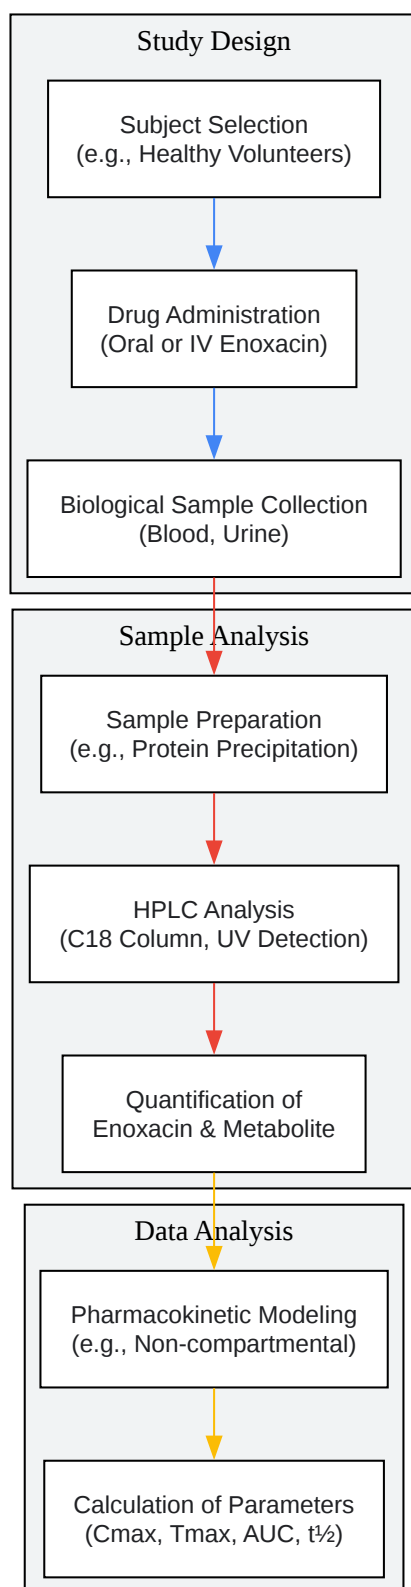 Study Design
Subject Selection
(e.g., Healthy Volunteers)
Drug Administration
(Oral or IV Enoxacin)
Biological Sample Collection
(Blood, Urine)
Sample Analysis
Sample Preparation
(e.g., Protein Precipitation)
HPLC Analysis
(C18 Column, UV Detection)
Quantification of
Enoxacin & Metabolite
Data Analysis
Pharmacokinetic Modeling
(e.g., Non-compartmental)
Calculation of Parameters
(Cmax, Tmax, AUC, t½)